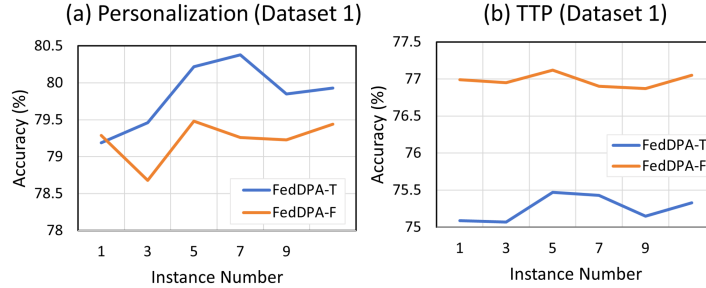 (a) Personalization (Dataset 1)
80.5
80
79.5
79
78.5
78
Accuracy (%)
FedDPA-T
FedDPA-F
1 3 5 7 9
Instance Number
(b) TTP (Dataset 1)
77.5
77
76.5
76
75.5
75
Accuracy (%)
FedDPA-T
FedDPA-F
1 3 5 7 9
Instance Number